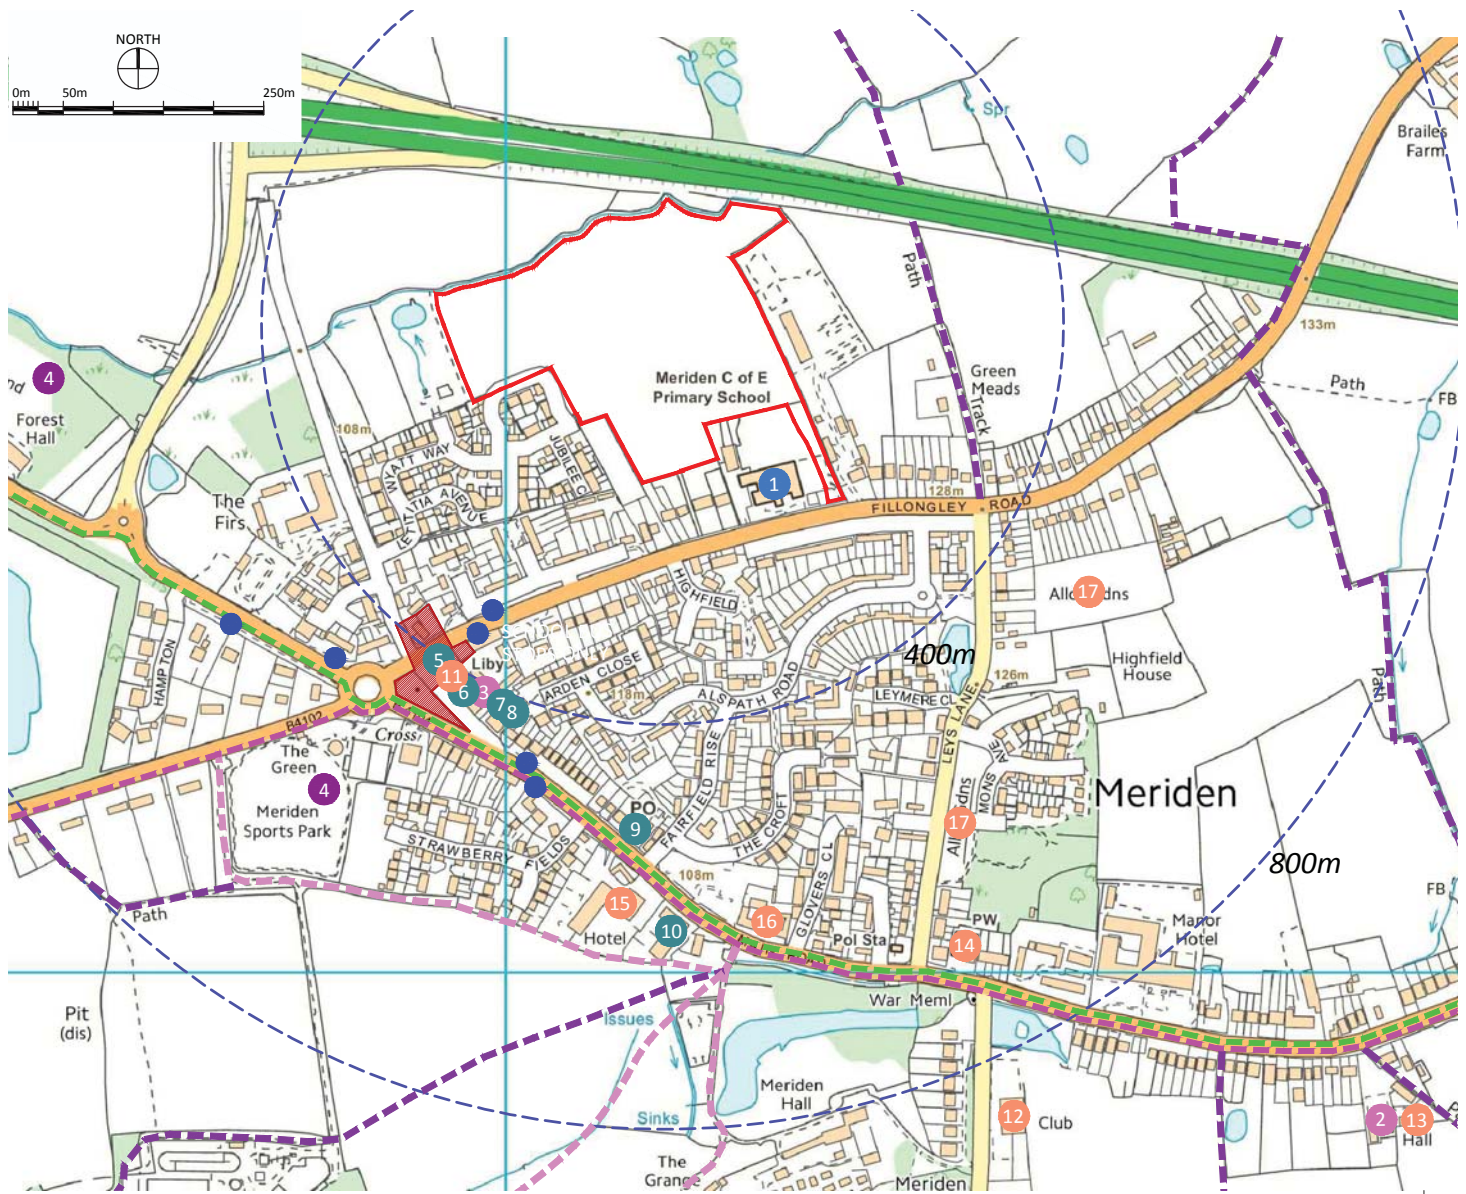 NORTH
0m 50m 250m
Spr
Brailes
Farm
Path
133m
Meriden C of E
Primary School
Green
Meads
Track
Path
FB
4
Forest
Hall
108m
WYATT WAY
JUBILEE CL
LETITIA AVENUE
The
Firs
1
128m
FILLONGLEY ROAD
HIGHFIELD
17
HAMPTON
5
Liby
11
6
3
7
8
ARDEN CLOSE
118m
ALSPATH ROAD
400m
LEYMERE CL
126m
Highfield
House
Path
B4102
Cross
The
Green
4
Meriden
Sports Park
LEYS LANE
MONS AVE
Meriden
PO
9
FAIRFIELD RISE
THE CROFT
17
STRAWBERRY FIELDS
108m
GLOVERS CL
800m
FB
Path
15
Hotel
10
16
Pol Sta
PW
14
Manor
Hotel
ROAD
War Meml
Pit
(dis)
Issues
Meriden
Hall
Sinks
12
Club
2
13
Hall
The
Grange
Meriden